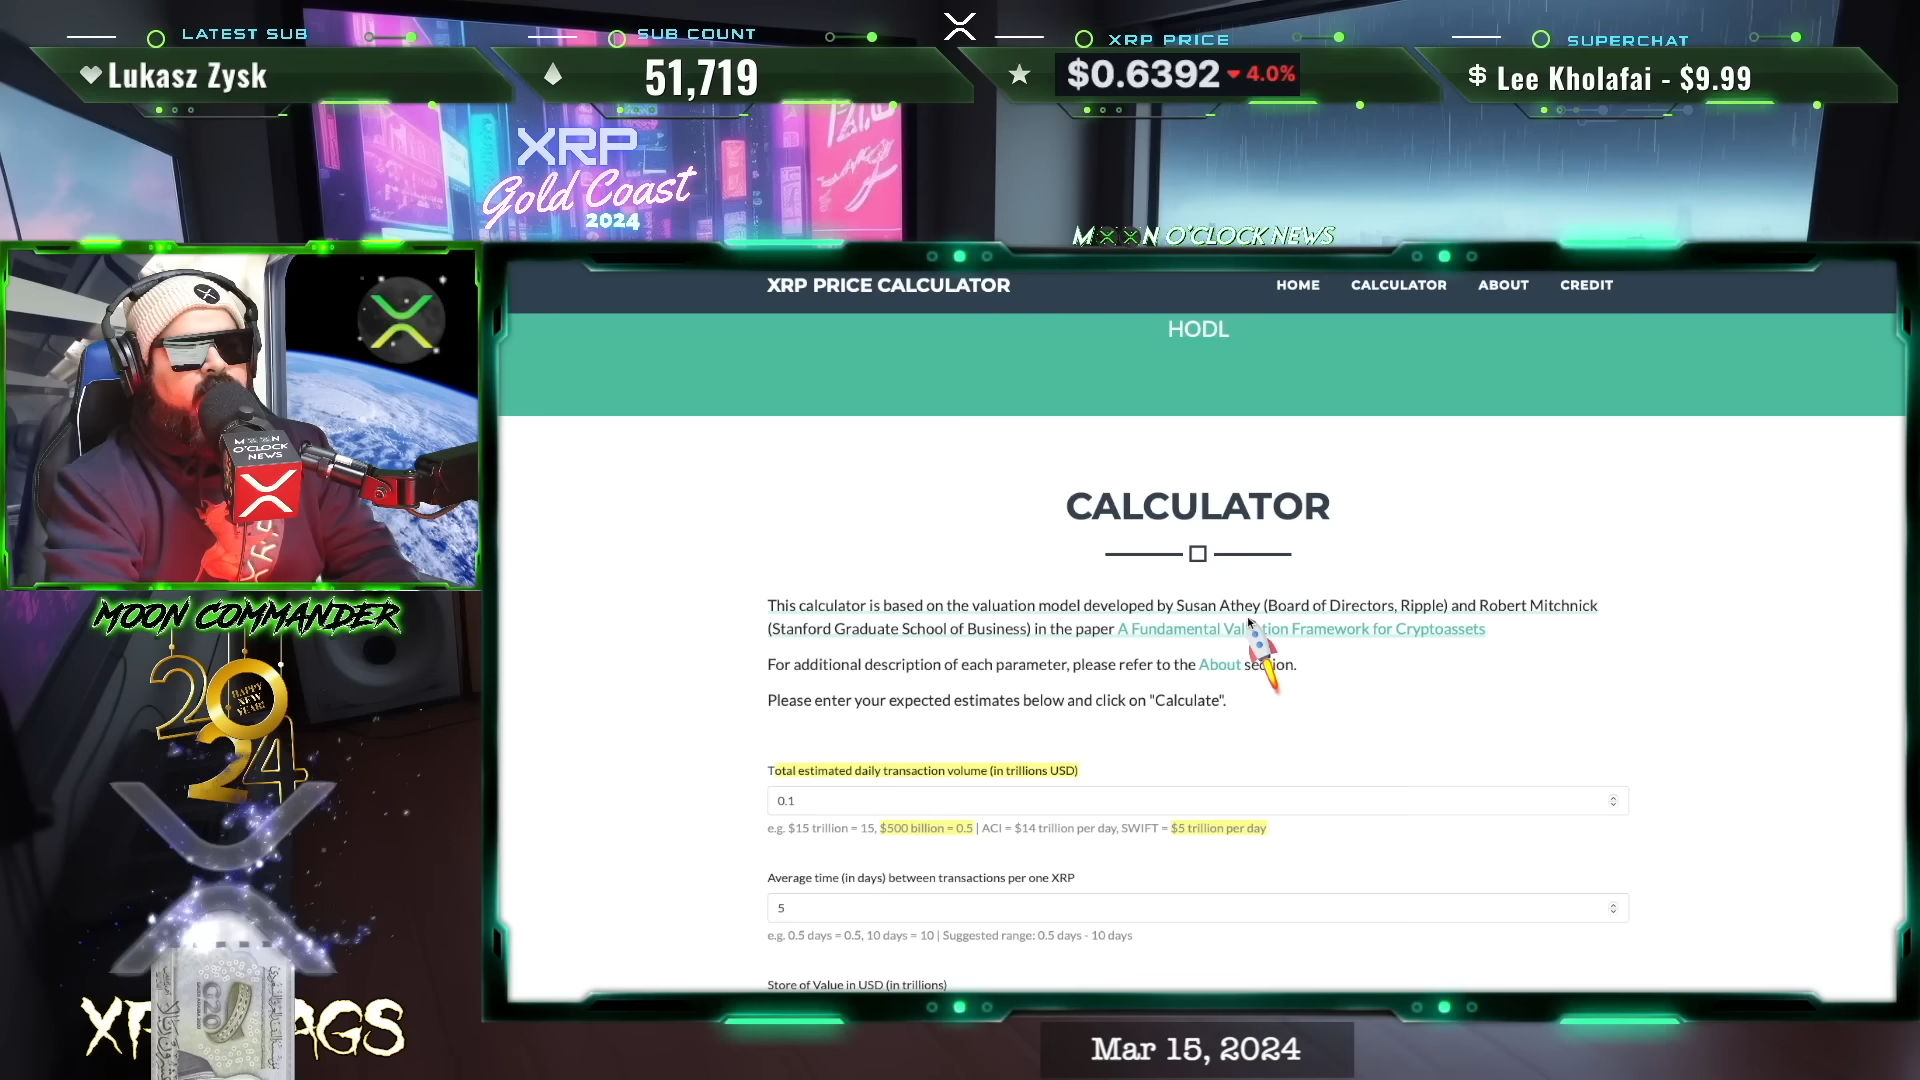 LATEST SUB
Lukasz Zysk
SUB COUNT
51,719
XRP PRICE
$0.6392 ▼ 4.0%
SUPERCHAT
Lee Kholafai - $9.99
XRP
Gold Coast
2024
MXXN O'CLOCK NEWS
XRP PRICE CALCULATOR
HOME
CALCULATOR
ABOUT
CREDIT
HODL
CALCULATOR
This calculator is based on the valuation model developed by Susan Athey (Board of Directors, Ripple) and Robert Mitchnick
(Stanford Graduate School of Business) in the paper A Fundamental Valuation Framework for Cryptoassets
For additional description of each parameter, please refer to the About section.
Please enter your expected estimates below and click on "Calculate".
Total estimated daily transaction volume (in trillions USD)
0.1
e.g. $15 trillion = 15, $500 billion = 0.5 | ACI = $14 trillion per day, SWIFT = $5 trillion per day
Average time (in days) between transactions per one XRP
5
e.g. 0.5 days = 0.5, 10 days = 10 | Suggested range: 0.5 days - 10 days
Store of Value in USD (in trillions)
MXXN
O'CLOCK
NEWS
MOON COMMANDER
2024
HAPPY
NEW
YEAR!
G20
Mar 15, 2024